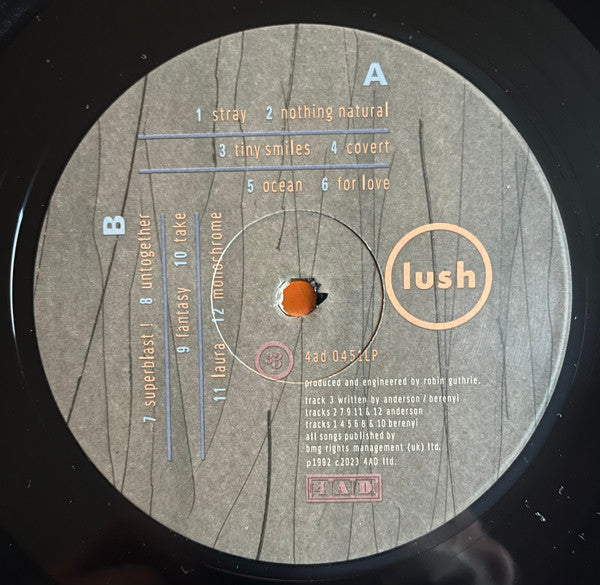 A
1 stray 2 nothing natural
3 tiny smiles 4 covert
5 ocean 6 for love
B
7 superblast ! 8 untogether
9 fantasy 10 take
11 laura 12 monochrome
lush
4ad 0451LP
produced and engineered by robin guthrie.
track 3 written by anderson / berenyi
tracks 2 7 9 11 & 12 anderson
tracks 1 4 5 6 8 & 10 berenyi
all songs published by
bmg rights management (uk) ltd.
p1992 c2023 4AD ltd.
4AD